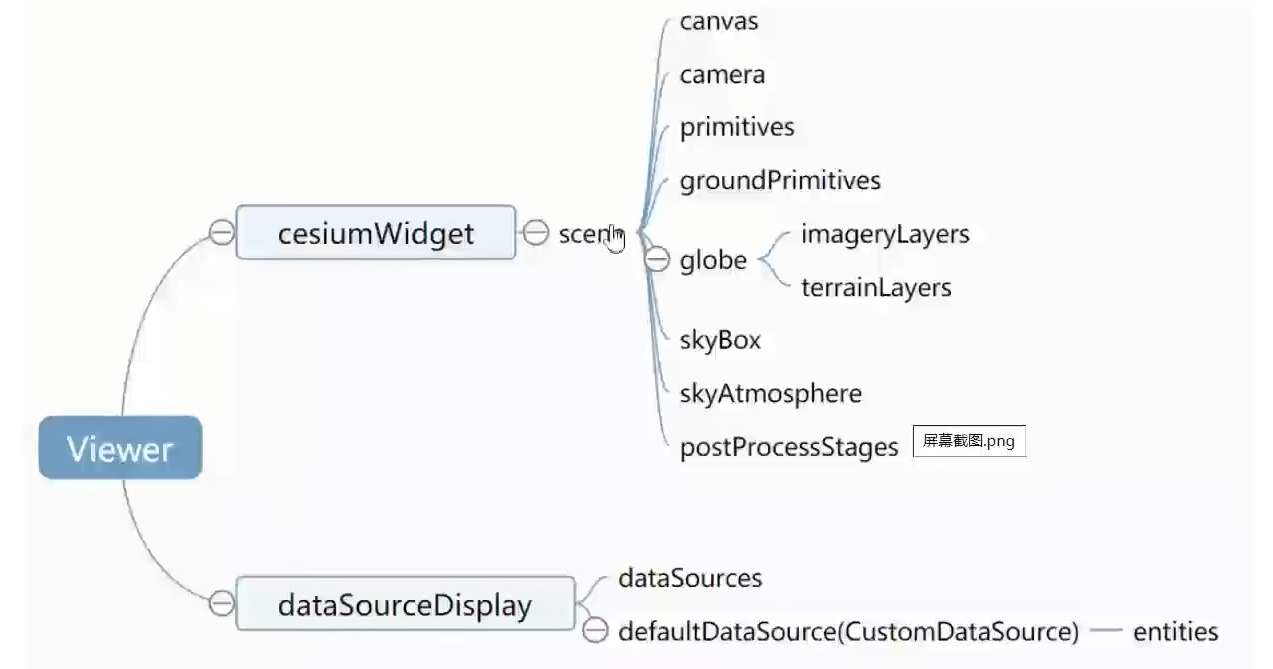 canvas
camera
primitives
groundPrimitives
cesiumWidget
globe
imageryLayers
terrainLayers
skyBox
skyAtmosphere
postProcessStages
屏幕截图.png
Viewer
dataSourceDisplay
dataSources
defaultDataSource(CustomDataSource)
entities